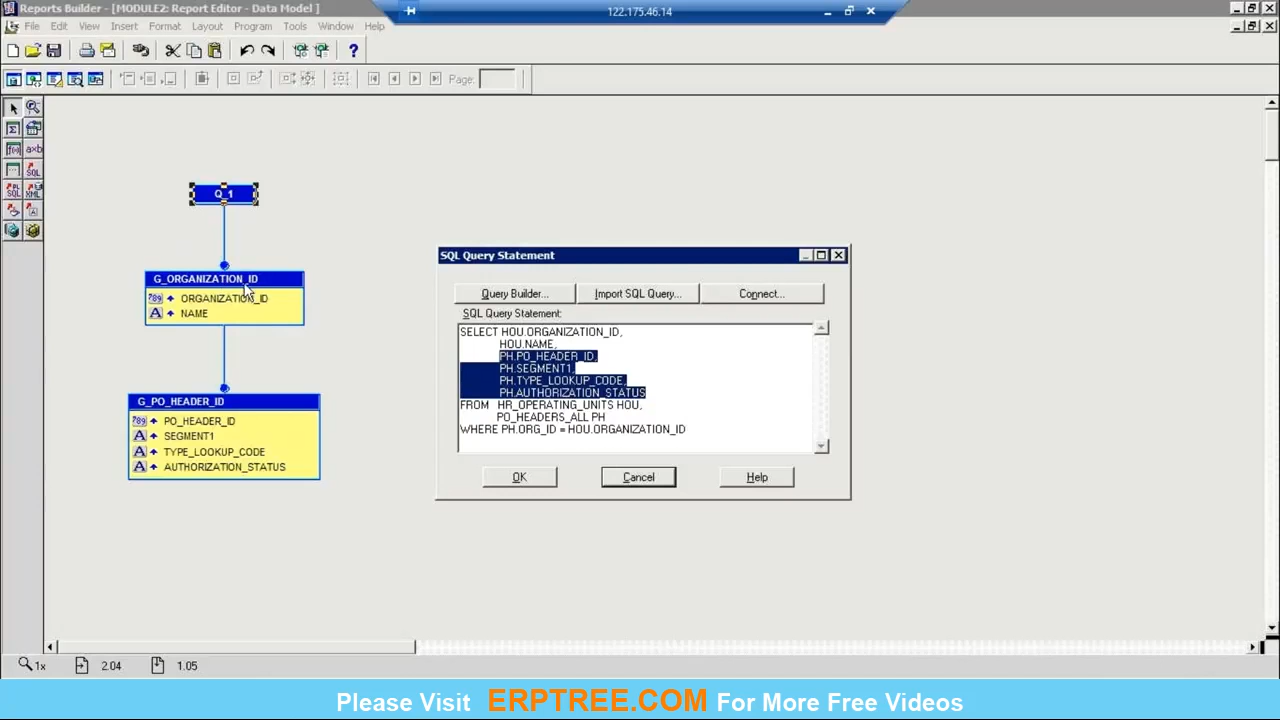 Reports Builder - [MODULE2: Report Editor - Data Model ]
122.175.46.14
File Edit View Insert Format Layout Tools Program Window Help
Page:
Q_1
G_ORGANIZATION_ID
ORGANIZATION_ID
NAME
G_PO_HEADER_ID
PO_HEADER_ID
SEGMENT1
TYPE_LOOKUP_CODE
AUTHORIZATION_STATUS
SQL Query Statement
Query Builder... Import SQL Query... Connect...
SQL Query Statement:
SELECT HOU.ORGANIZATION_ID,
HOU.NAME,
PH.PO_HEADER_ID,
PH.SEGMENT1,
PH.TYPE_LOOKUP_CODE,
PH.AUTHORIZATION_STATUS
FROM HR_OPERATING_UNITS HOU,
PO_HEADERS_ALL PH
WHERE PH.ORG_ID = HOU.ORGANIZATION_ID
OK Cancel Help
1x 2.04 1.05
Please Visit ERPTREE.COM For More Free Videos